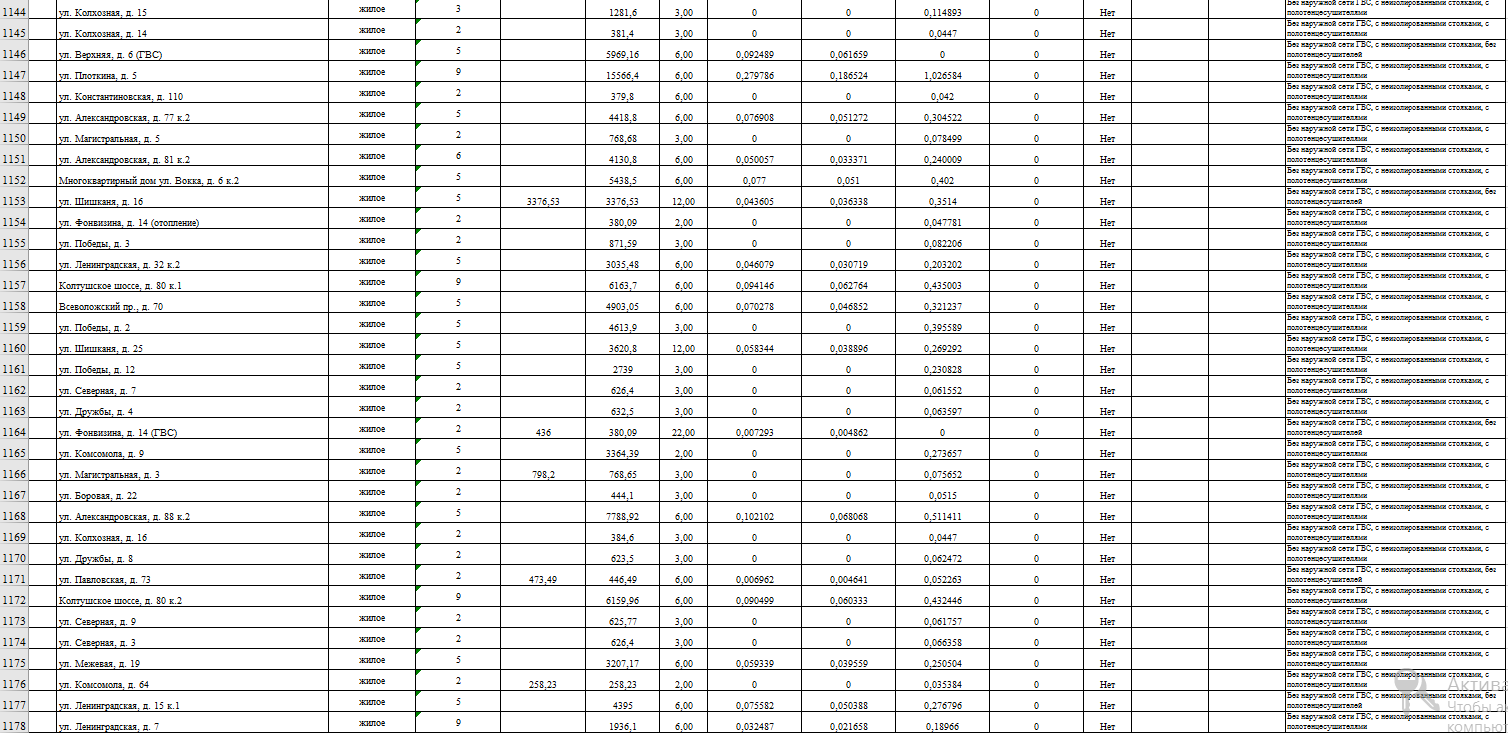 1144 ул. Колхозная, д. 15 жилое 3 1281,6 3,00 0 0 0,114893 0 Нет Без наружной сети ГВС, с неизолированными стояками, с полотенцесушителями
1145 ул. Колхозная, д. 14 жилое 2 381,4 3,00 0 0 0,0447 0 Нет Без наружной сети ГВС, с неизолированными стояками, с полотенцесушителями
1146 ул. Верхняя, д. 6 (ГВС) жилое 5 5969,16 6,00 0,092489 0,061659 0 0 Нет Без наружной сети ГВС, с неизолированными стояками, без полотенцесушителей
1147 ул. Плоткина, д. 5 жилое 9 15566,4 6,00 0,279786 0,186524 1,026584 0 Нет Без наружной сети ГВС, с неизолированными стояками, с полотенцесушителями
1148 ул. Константиновская, д. 110 жилое 2 379,8 6,00 0 0 0,042 0 Нет Без наружной сети ГВС, с неизолированными стояками, с полотенцесушителями
1149 ул. Александровская, д. 77 к.2 жилое 5 4418,8 6,00 0,076908 0,051272 0,304522 0 Нет Без наружной сети ГВС, с неизолированными стояками, с полотенцесушителями
1150 ул. Магистральная, д. 5 жилое 2 768,68 3,00 0 0 0,078499 0 Нет Без наружной сети ГВС, с неизолированными стояками, с полотенцесушителями
1151 ул. Александровская, д. 81 к.2 жилое 6 4130,8 6,00 0,050057 0,033371 0,240009 0 Нет Без наружной сети ГВС, с неизолированными стояками, с полотенцесушителями
1152 Многоквартирный дом ул. Вокка, д. 6 к.2 жилое 5 5438,5 6,00 0,077 0,051 0,402 0 Нет Без наружной сети ГВС, с неизолированными стояками, с полотенцесушителями
1153 ул. Шишканя, д. 16 жилое 5 3376,53 3376,53 12,00 0,043605 0,036338 0,3514 0 Нет Без наружной сети ГВС, с неизолированными стояками, без полотенцесушителей
1154 ул. Фонвизина, д. 14 (отопление) жилое 2 380,09 2,00 0 0 0,047781 0 Нет Без наружной сети ГВС, с неизолированными стояками, с полотенцесушителями
1155 ул. Победы, д. 3 жилое 2 871,59 3,00 0 0 0,082206 0 Нет Без наружной сети ГВС, с неизолированными стояками, с полотенцесушителями
1156 ул. Ленинградская, д. 32 к.2 жилое 5 3035,48 6,00 0,046079 0,030719 0,203202 0 Нет Без наружной сети ГВС, с неизолированными стояками, с полотенцесушителями
1157 Колтушское шоссе, д. 80 к.1 жилое 9 6163,7 6,00 0,094146 0,062764 0,435003 0 Нет Без наружной сети ГВС, с неизолированными стояками, с полотенцесушителями
1158 Всеволожский пр., д. 70 жилое 5 4903,05 6,00 0,070278 0,046852 0,321237 0 Нет Без наружной сети ГВС, с неизолированными стояками, с полотенцесушителями
1159 ул. Победы, д. 2 жилое 5 4613,9 3,00 0 0 0,395589 0 Нет Без наружной сети ГВС, с неизолированными стояками, с полотенцесушителями
1160 ул. Шишканя, д. 25 жилое 5 3620,8 12,00 0,058344 0,038896 0,269292 0 Нет Без наружной сети ГВС, с неизолированными стояками, с полотенцесушителями
1161 ул. Победы, д. 12 жилое 5 2739 3,00 0 0 0,230828 0 Нет Без наружной сети ГВС, с неизолированными стояками, с полотенцесушителями
1162 ул. Северная, д. 7 жилое 2 626,4 3,00 0 0 0,061552 0 Нет Без наружной сети ГВС, с неизолированными стояками, с полотенцесушителями
1163 ул. Дружбы, д. 4 жилое 2 632,5 3,00 0 0 0,063597 0 Нет Без наружной сети ГВС, с неизолированными стояками, с полотенцесушителями
1164 ул. Фонвизина, д. 14 (ГВС) жилое 2 436 380,09 22,00 0,007293 0,004862 0 0 Нет Без наружной сети ГВС, с неизолированными стояками, без полотенцесушителей
1165 ул. Комсомола, д. 9 жилое 5 3364,39 2,00 0 0 0,273657 0 Нет Без наружной сети ГВС, с неизолированными стояками, с полотенцесушителями
1166 ул. Магистральная, д. 3 жилое 2 798,2 768,65 3,00 0 0 0,075652 0 Нет Без наружной сети ГВС, с неизолированными стояками, с полотенцесушителями
1167 ул. Боровая, д. 22 жилое 2 444,1 3,00 0 0 0,0515 0 Нет Без наружной сети ГВС, с неизолированными стояками, с полотенцесушителями
1168 ул. Александровская, д. 88 к.2 жилое 5 7788,92 6,00 0,102102 0,068068 0,511411 0 Нет Без наружной сети ГВС, с неизолированными стояками, с полотенцесушителями
1169 ул. Колхозная, д. 16 жилое 2 384,6 3,00 0 0 0,0447 0 Нет Без наружной сети ГВС, с неизолированными стояками, с полотенцесушителями
1170 ул. Дружбы, д. 8 жилое 2 623,5 3,00 0 0 0,062472 0 Нет Без наружной сети ГВС, с неизолированными стояками, с полотенцесушителями
1171 ул. Павловская, д. 73 жилое 2 473,49 446,49 6,00 0,006962 0,004641 0,052263 0 Нет Без наружной сети ГВС, с неизолированными стояками, без полотенцесушителей
1172 Колтушское шоссе, д. 80 к.2 жилое 9 6159,96 6,00 0,090499 0,060333 0,432446 0 Нет Без наружной сети ГВС, с неизолированными стояками, с полотенцесушителями
1173 ул. Северная, д. 9 жилое 2 625,77 3,00 0 0 0,061757 0 Нет Без наружной сети ГВС, с неизолированными стояками, с полотенцесушителями
1174 ул. Северная, д. 3 жилое 2 626,4 3,00 0 0 0,066358 0 Нет Без наружной сети ГВС, с неизолированными стояками, с полотенцесушителями
1175 ул. Межевая, д. 19 жилое 5 3207,17 6,00 0,059339 0,039559 0,250504 0 Нет Без наружной сети ГВС, с неизолированными стояками, с полотенцесушителями
1176 ул. Комсомола, д. 64 жилое 2 258,23 258,23 2,00 0 0 0,035384 0 Нет Без наружной сети ГВС, с неизолированными стояками, с полотенцесушителями
1177 ул. Ленинградская, д. 15 к.1 жилое 5 4395 6,00 0,075582 0,050388 0,276796 0 Нет Без наружной сети ГВС, с неизолированными стояками, без полотенцесушителей
1178 ул. Ленинградская, д. 7 жилое 9 1936,1 6,00 0,032487 0,021658 0,18966 0 Нет Без наружной сети ГВС, с неизолированными стояками, с полотенцесушителями
Чтобы